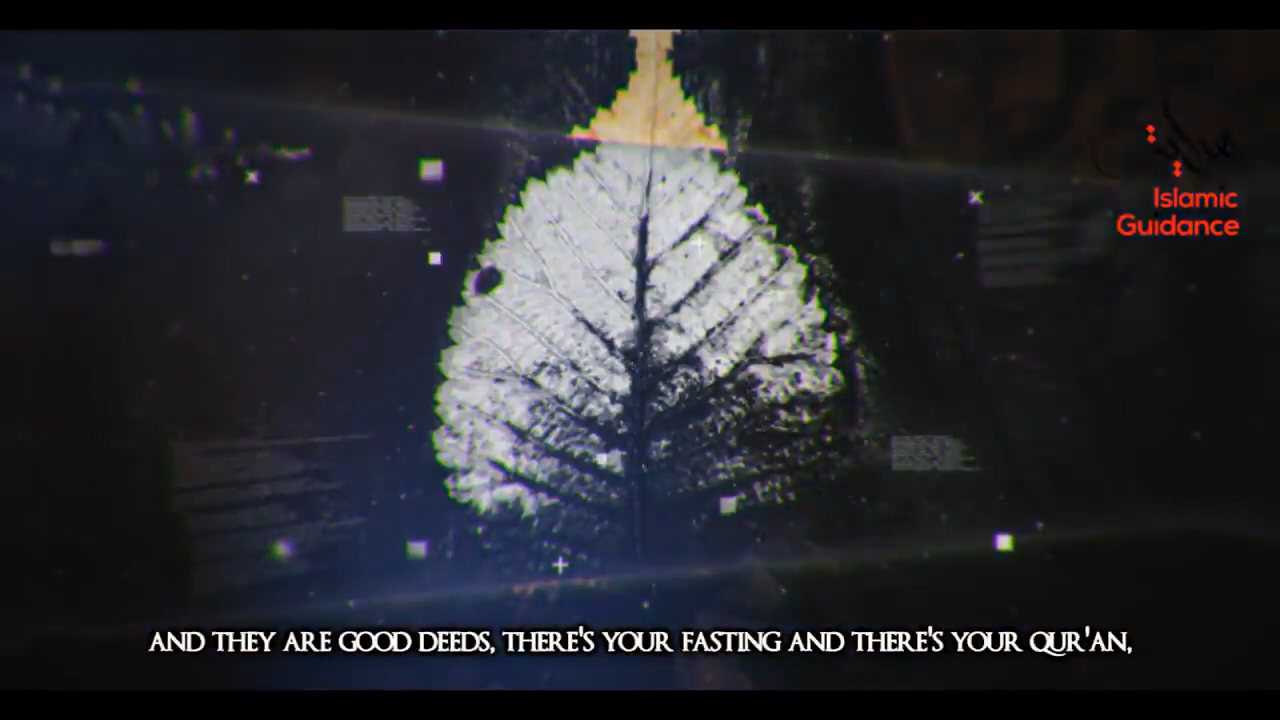 Islamic
Guidance
AND THEY ARE GOOD DEEDS, THERE'S YOUR FASTING AND THERE'S YOUR QUR'AN,